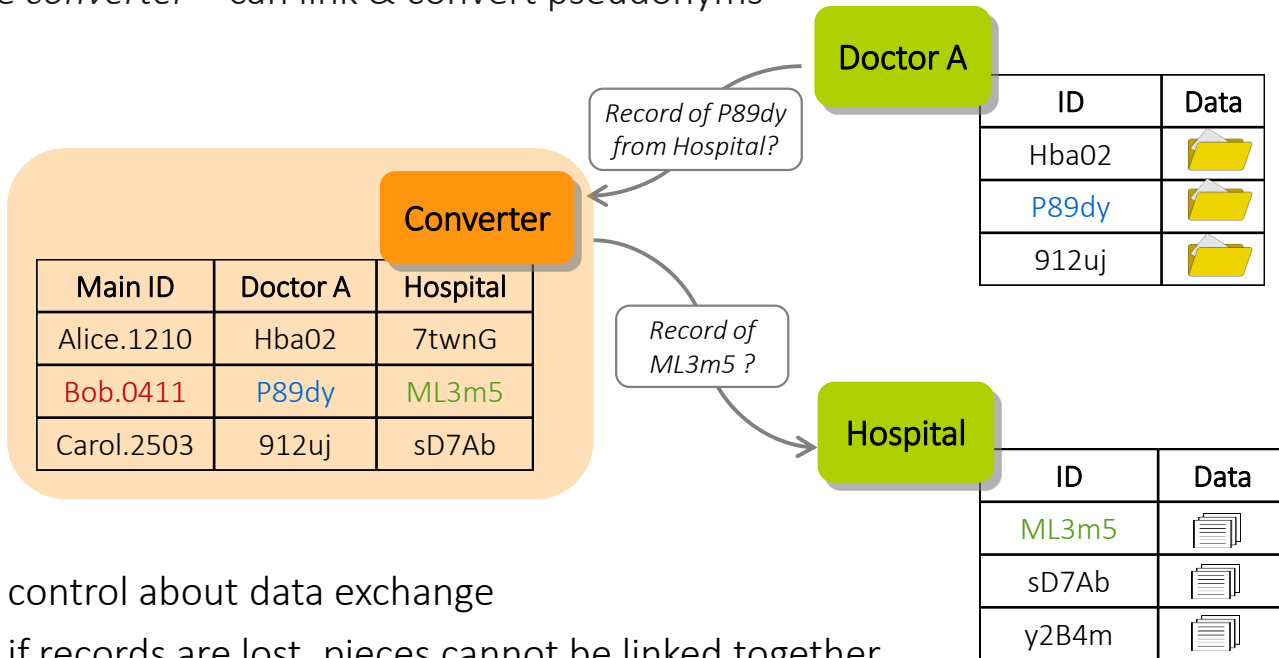 converter – can link & convert pseudonyms
Doctor A
ID Data
Hba02
P89dy
912uj
Record of P89dy
from Hospital?
Converter
Main ID Doctor A Hospital
Alice.1210 Hba02 7twnG
Bob.0411 P89dy ML3m5
Carol.2503 912uj sD7Ab
Record of
ML3m5 ?
Hospital
ID Data
ML3m5
sD7Ab
y2B4m
control about data exchange
if records are lost, pieces cannot be linked together